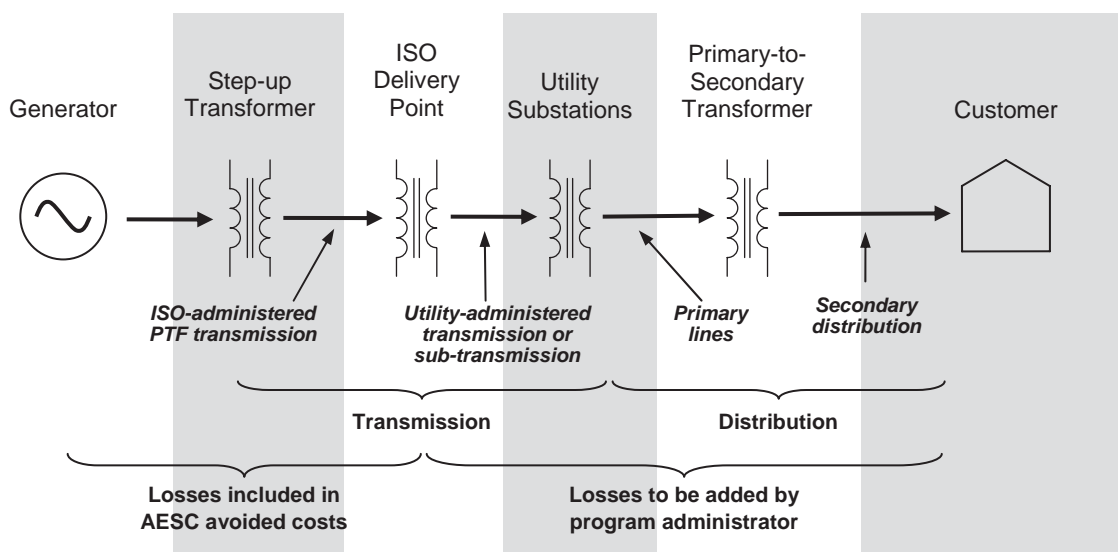 Generator
Step-up
Transformer
ISO
Delivery
Point
Utility
Substations
Primary-to-
Secondary
Transformer
Customer
ISO-administered
PTF transmission
Utility-administered
transmission or
sub-transmission
Primary
lines
Secondary
distribution
Transmission
Distribution
Losses included in
AESC avoided costs
Losses to be added by
program administrator